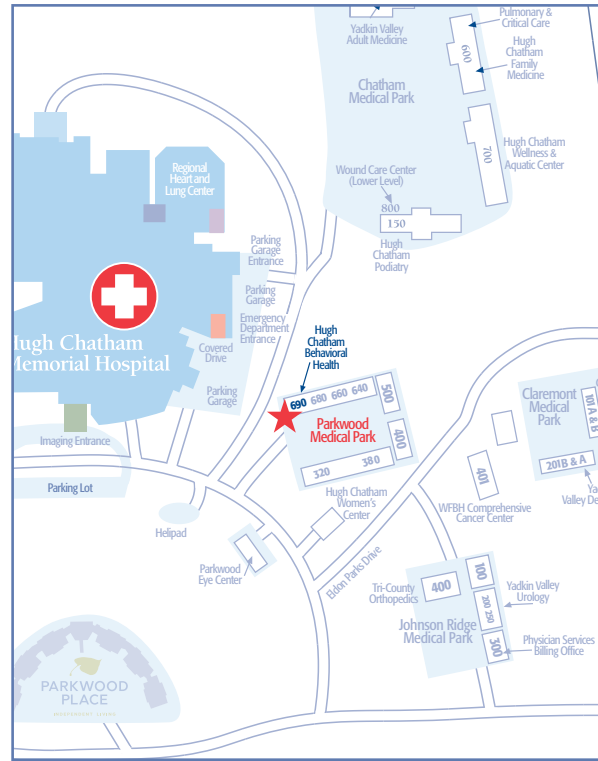 Pulmonary &
Critical Care
Yadkin Valley
Adult Medicine
600
Hugh
Chatham
Family
Medicine
Chatham
Medical Park
700
Hugh Chatham
Wellness &
Aquatic Center
Wound Care Center
(Lower Level)
800
150
Hugh
Chatham
Podiatry
Regional
Heart and
Lung Center
Parking
Garage
Entrance
Parking
Garage
Emergency
Department
Entrance
Covered
Drive
Parking
Garage
Hugh Chatham
Memorial Hospital
Imaging Entrance
Parking Lot
Helipad
Hugh
Chatham
Behavioral
Health
690 680 660 640
500
400
Parkwood
Medical Park
320
380
Hugh Chatham
Women's
Center
Parkwood
Eye Center
Eldon Parks Drive
Claremont
Medical
Park
101 A & B
201B & A
Valley
401
WFBH Comprehensive
Cancer Center
Tri-County
Orthopedics
400
100
200 250
300
Yadkin Valley
Urology
Johnson Ridge
Medical Park
Physician Services
Billing Office
PARKWOOD
PLACE